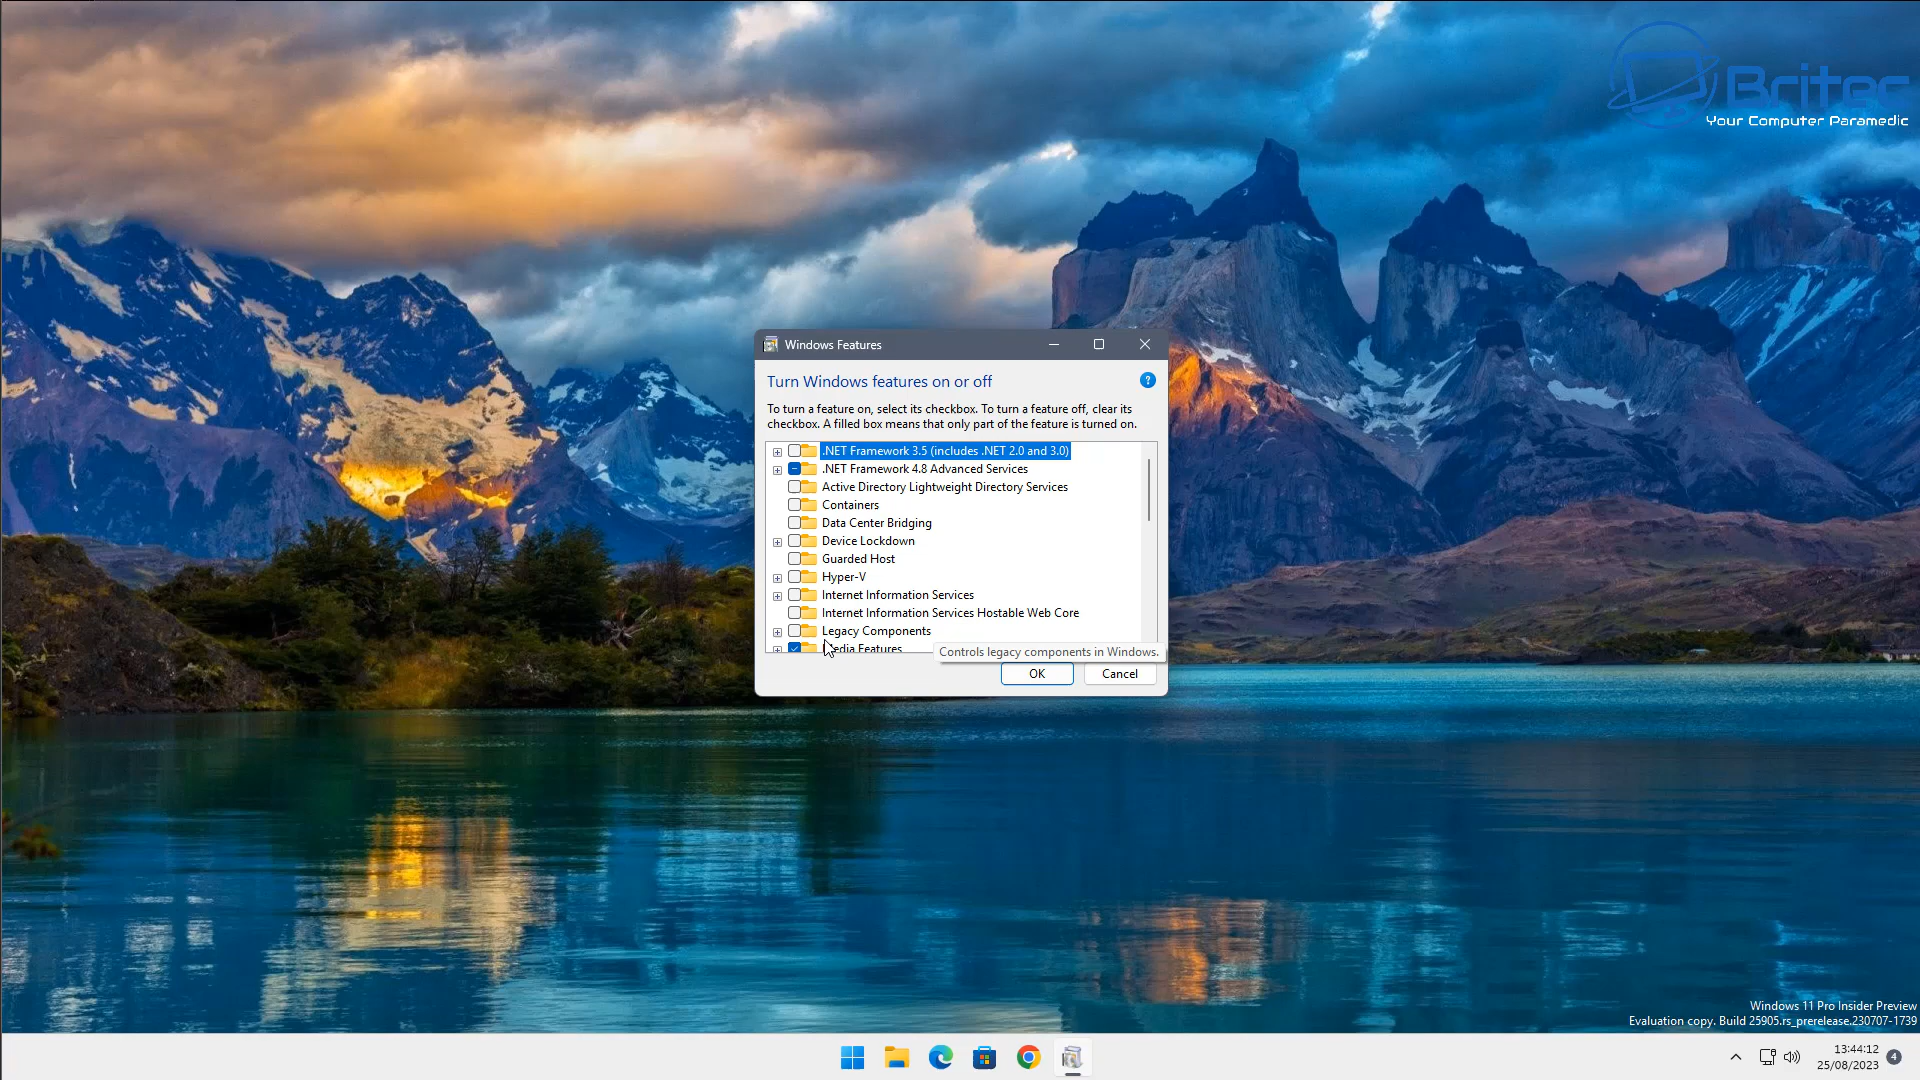 Britec
Your Computer Paramedic
Windows Features
Turn Windows features on or off
?
To turn a feature on, select its checkbox. To turn a feature off, clear its
checkbox. A filled box means that only part of the feature is turned on.
.NET Framework 3.5 (includes .NET 2.0 and 3.0)
.NET Framework 4.8 Advanced Services
Active Directory Lightweight Directory Services
Containers
Data Center Bridging
Device Lockdown
Guarded Host
Hyper-V
Internet Information Services
Internet Information Services Hostable Web Core
Legacy Components
Media Features
Controls legacy components in Windows.
OK Cancel
Windows 11 Pro Insider Preview
Evaluation copy. Build 25905.rs_prerelease.230707-1739
13:44:12
25/08/2023
4